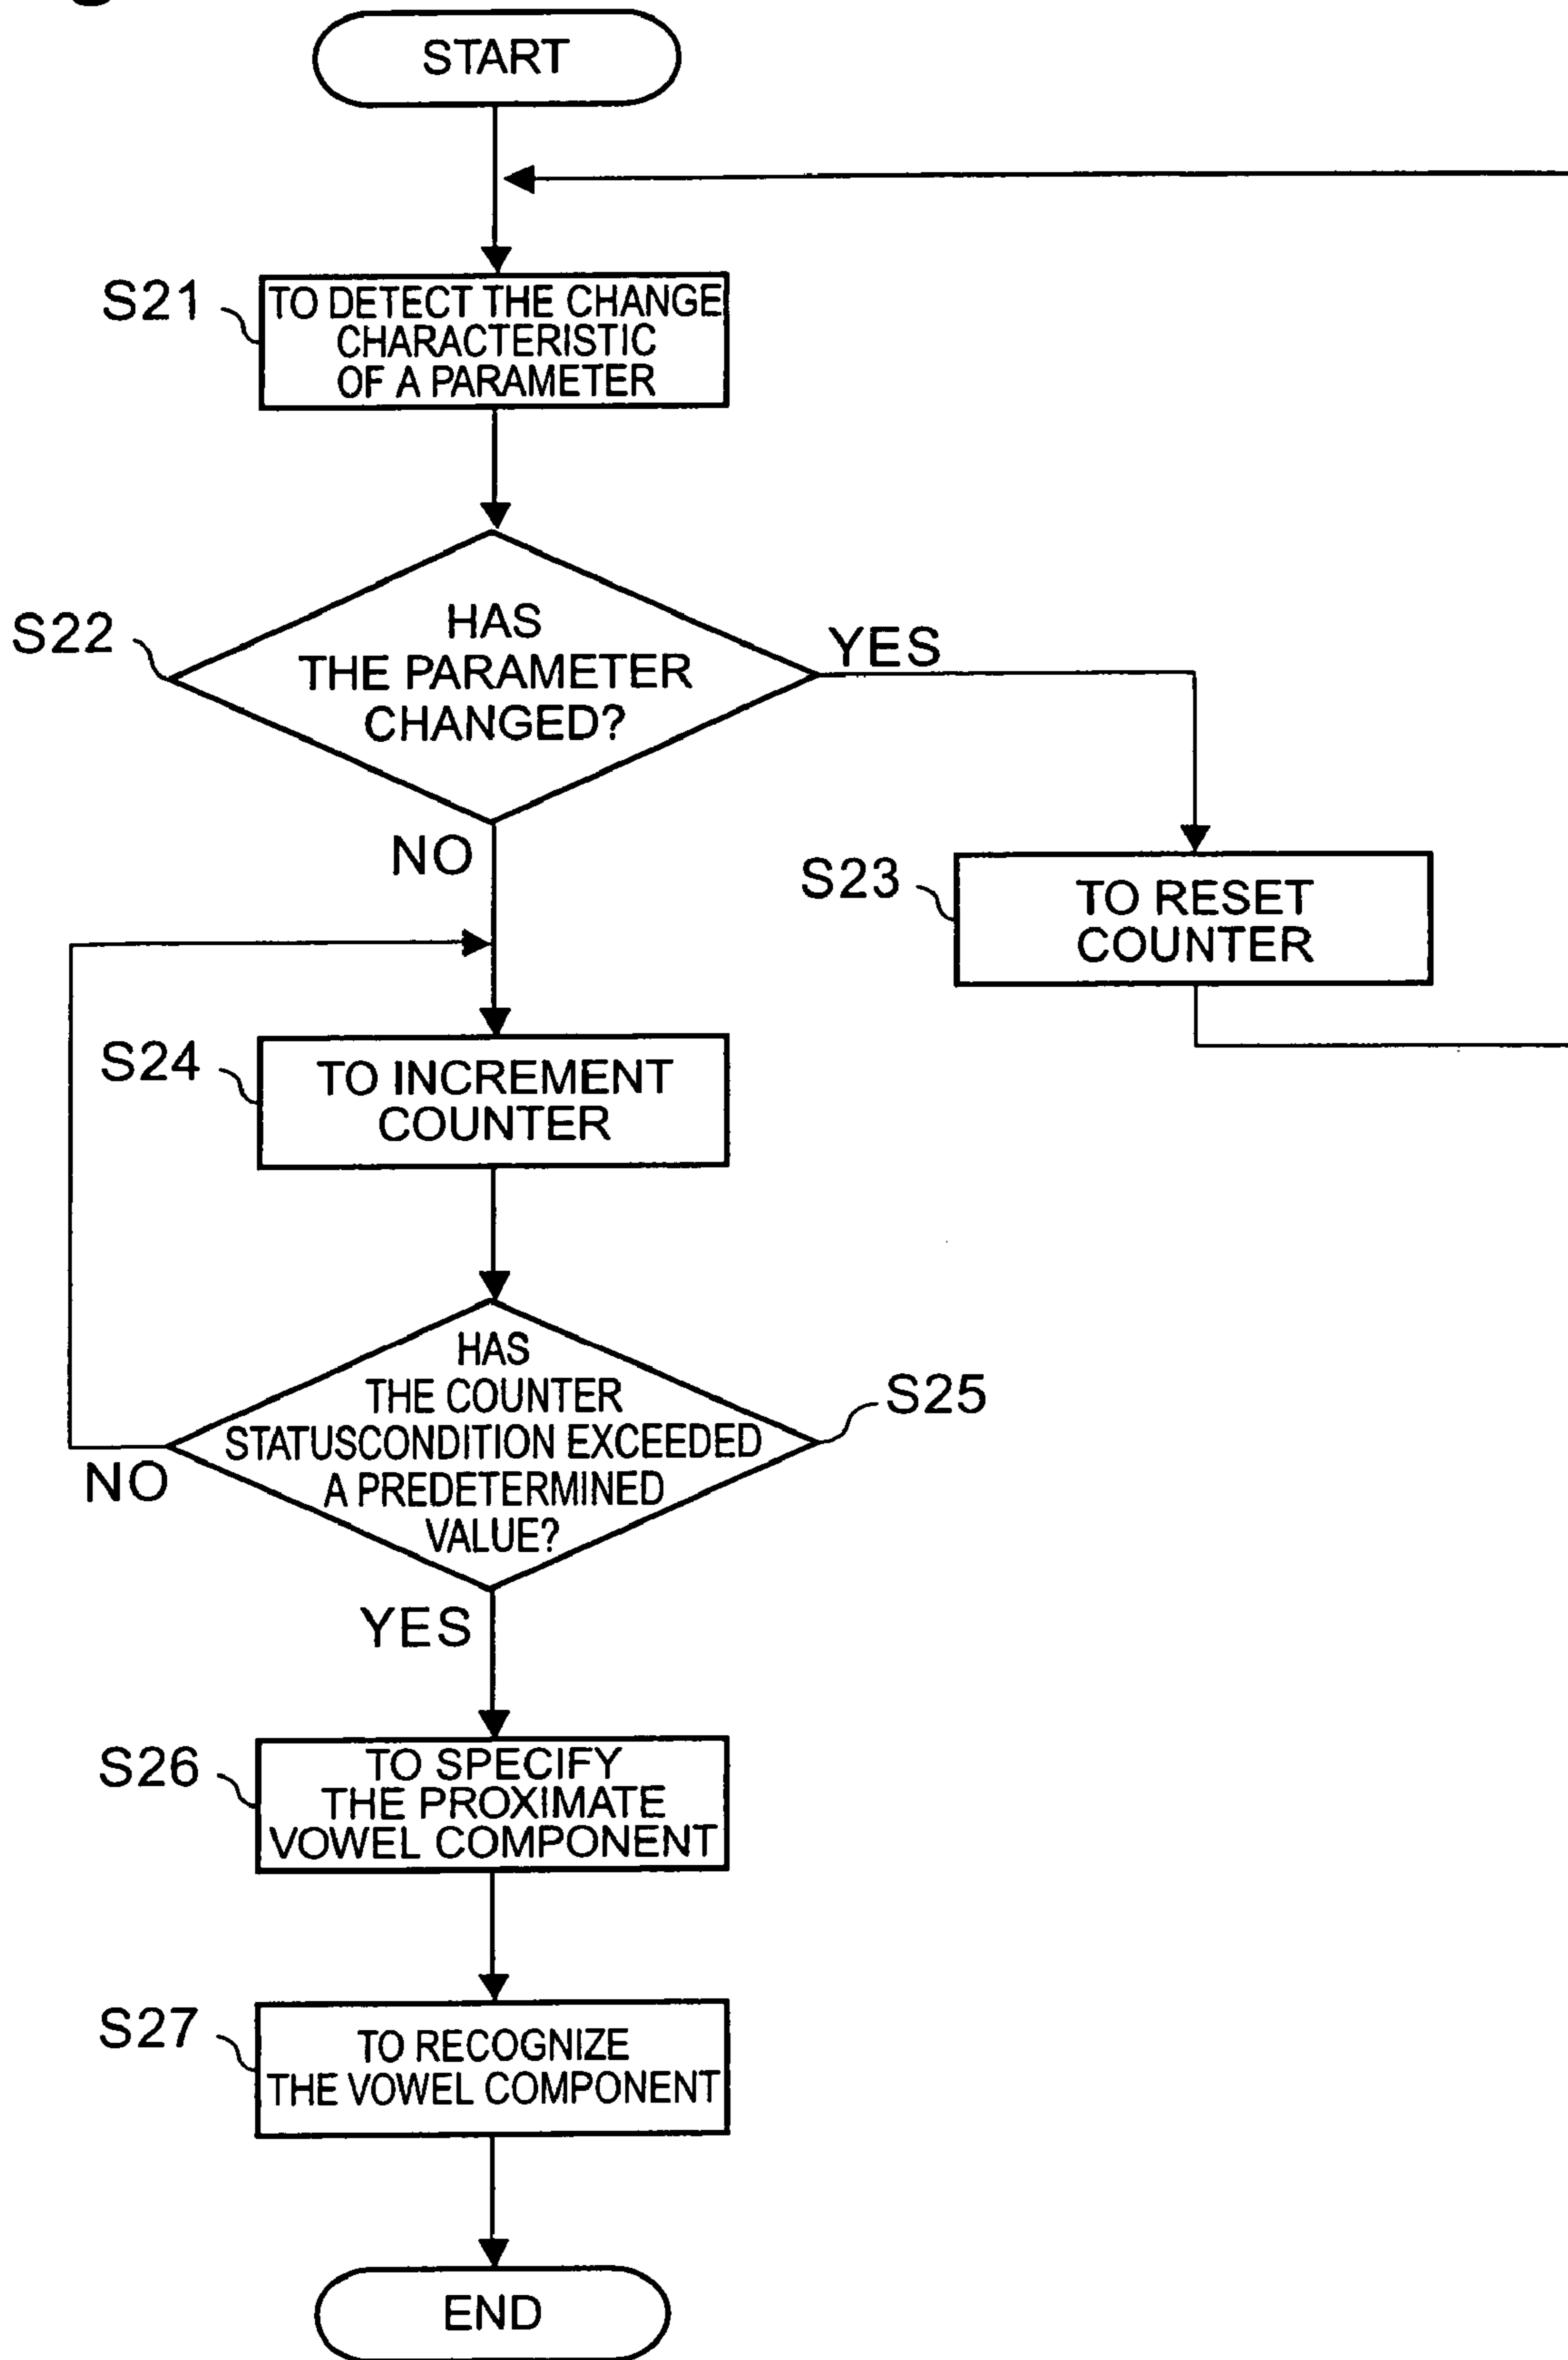 START
S21
TO DETECT THE CHANGE
CHARACTERISTIC
OF A PARAMETER
S22
HAS
THE PARAMETER
CHANGED?
YES
NO
S23
TO RESET
COUNTER
S24
TO INCREMENT
COUNTER
HAS
THE COUNTER
STATUSCONDITION EXCEEDED
A PREDETERMINED
VALUE?
S25
NO
YES
S26
TO SPECIFY
THE PROXIMATE
VOWEL COMPONENT
S27
TO RECOGNIZE
THE VOWEL COMPONENT
END